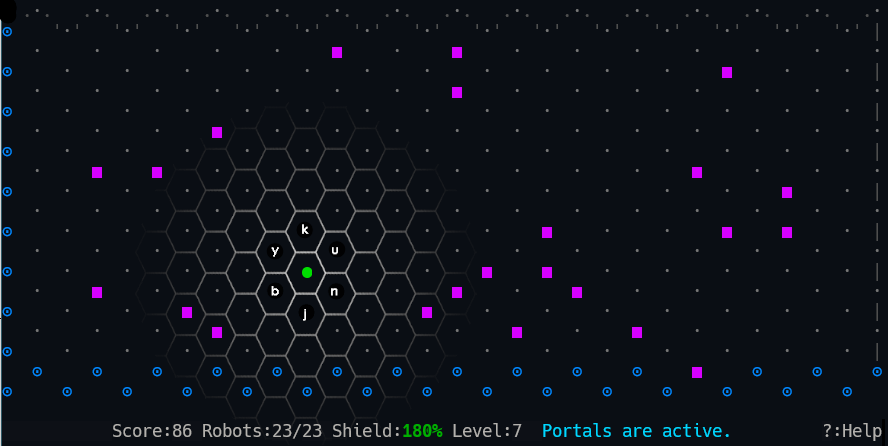 k
y u
b n
j
Score:86 Robots:23/23 Shield:180% Level:7 Portals are active. ?:Help